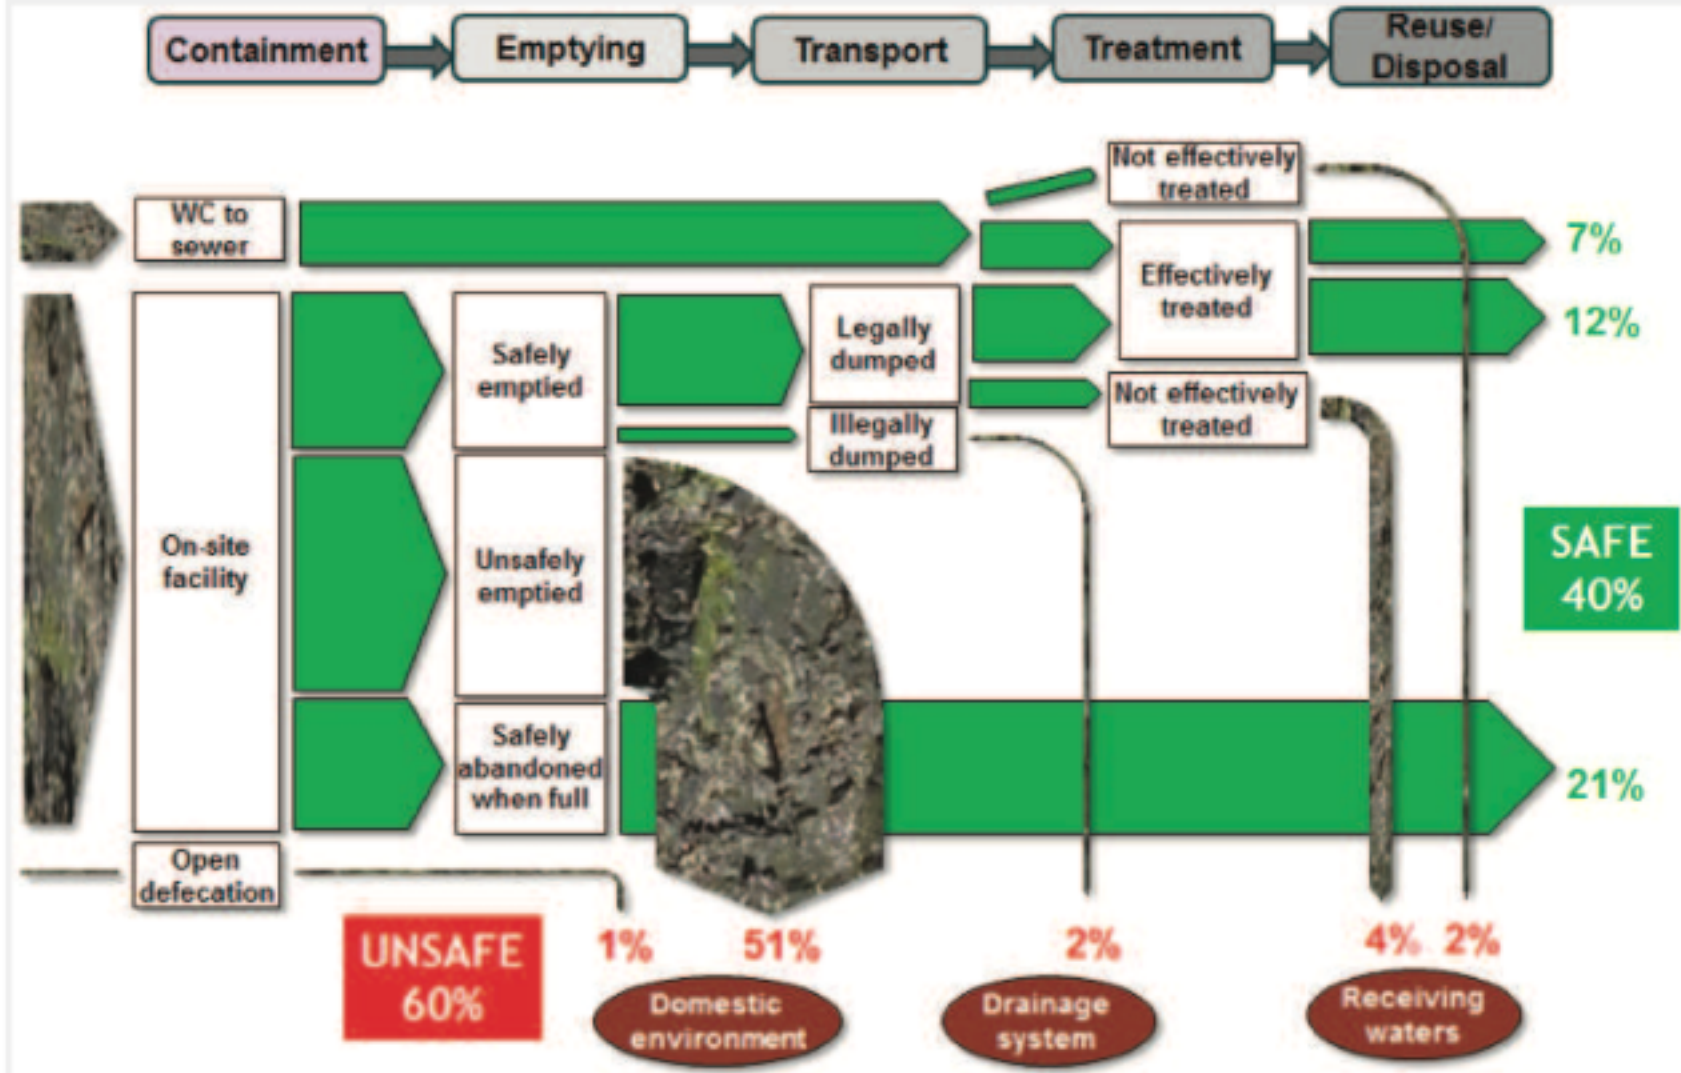 Containment
Emptying
Transport
Treatment
Reuse/
Disposal
Not effectively
treated
WC to
sewer
7%
Effectively
treated
12%
Safely
emptied
Legally
dumped
Not effectively
treated
Illegally
dumped
On-site
facility
Unsafely
emptied
SAFE
40%
Safely
abandoned
when full
21%
Open
defecation
UNSAFE
60%
1%
51%
2%
4%
2%
Domestic
environment
Drainage
system
Receiving
waters